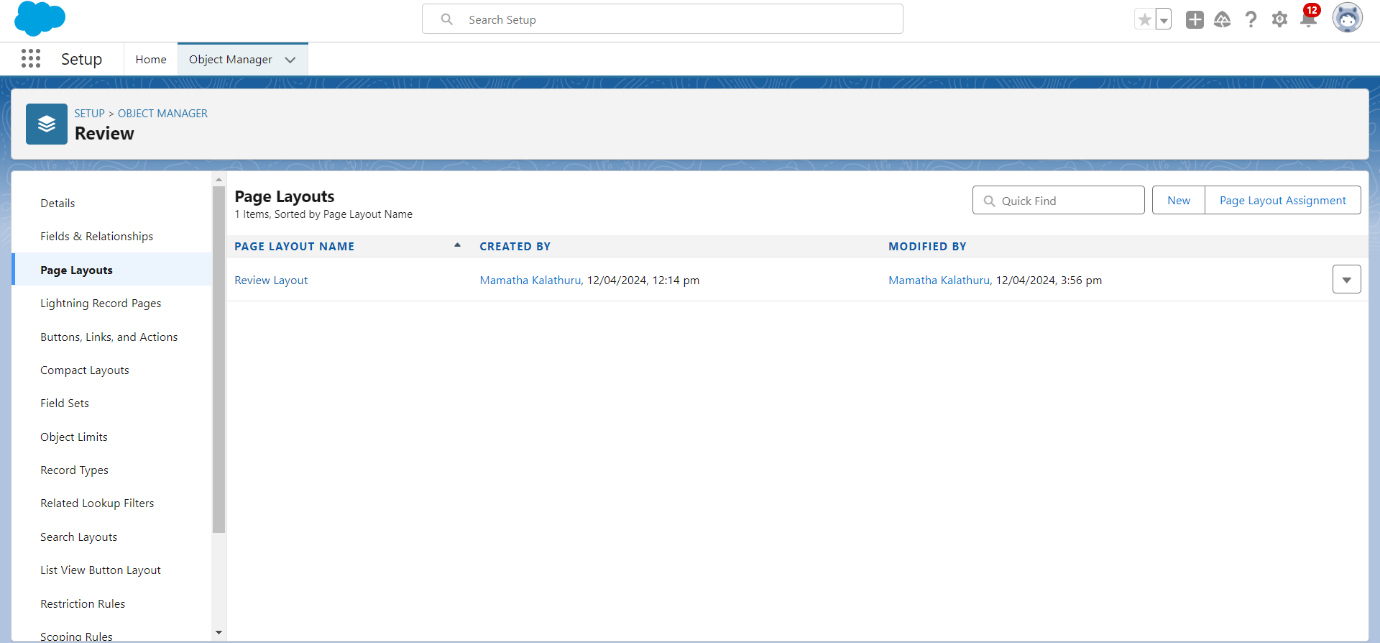 Search Setup
12
Setup
Home
Object Manager
SETUP > OBJECT MANAGER
Review
Details
Fields & Relationships
Page Layouts
Lightning Record Pages
Buttons, Links, and Actions
Compact Layouts
Field Sets
Object Limits
Record Types
Related Lookup Filters
Search Layouts
List View Button Layout
Restriction Rules
Scoping Rules
Page Layouts
1 Items, Sorted by Page Layout Name
Quick Find
New
Page Layout Assignment
PAGE LAYOUT NAME CREATED BY MODIFIED BY
Review Layout Mamatha Kalathuru, 12/04/2024, 12:14 pm Mamatha Kalathuru, 12/04/2024, 3:56 pm